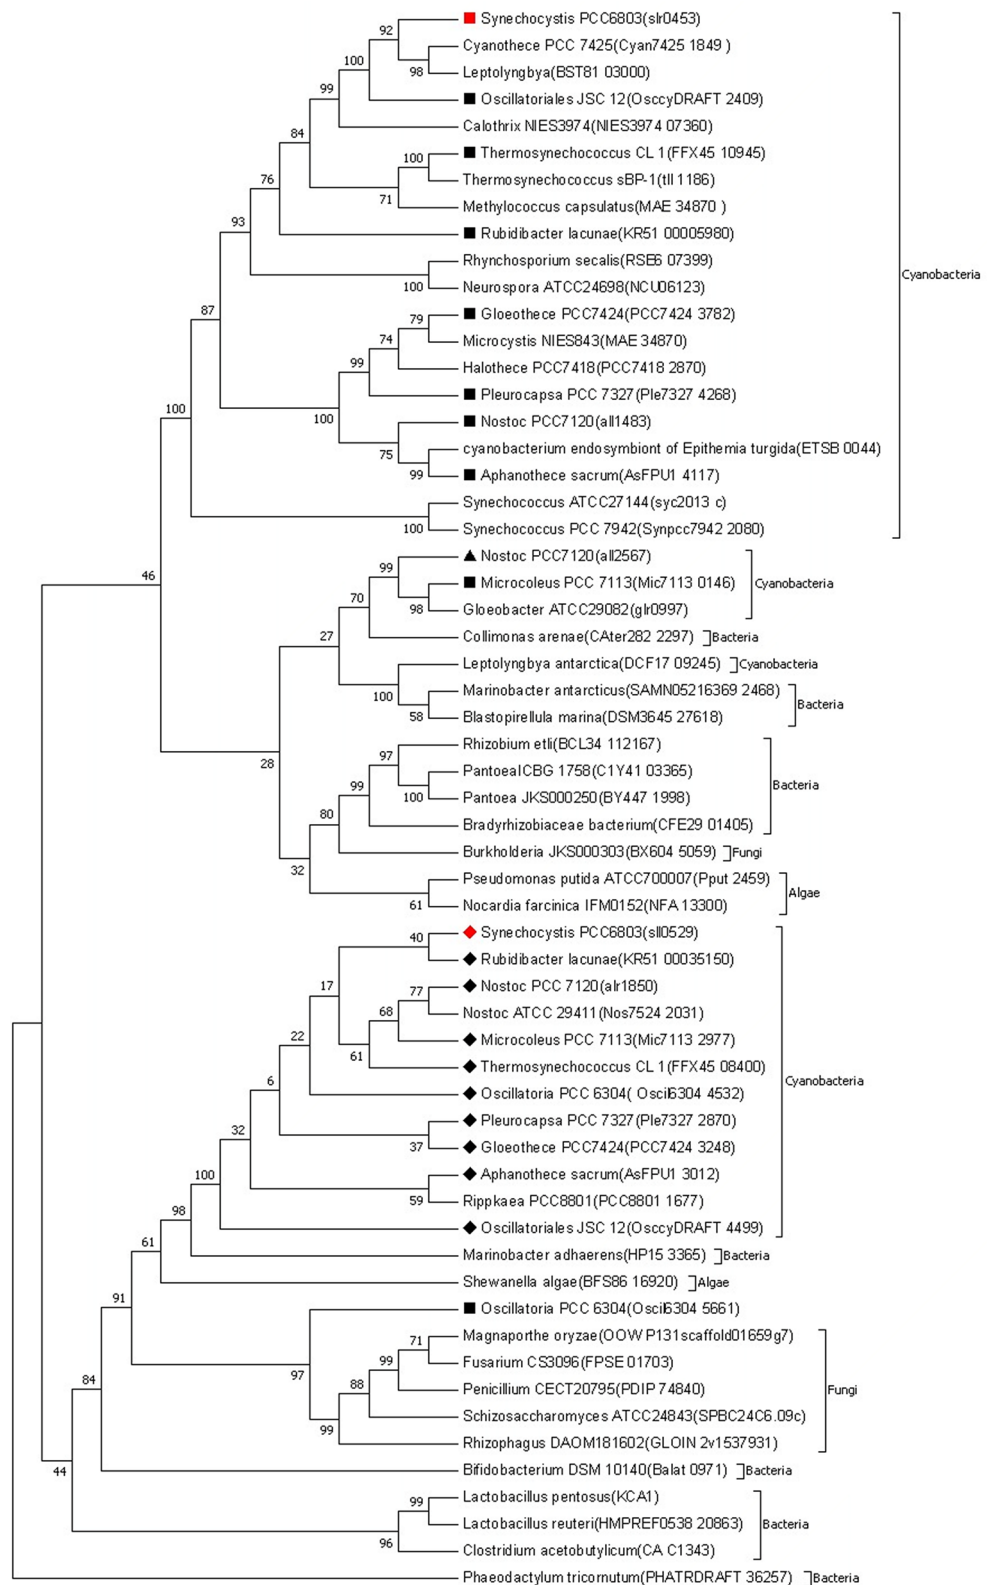 Synechocystis PCC6803(slr0453)
Cyanothece PCC 7425(Cyan7425 1849 )
Leptolyngbya(BST81 03000)
Oscillatoriales JSC 12(OsccyDRAFT 2409)
Calothrix NIES3974(NIES3974 07360)
Thermosynechococcus CL 1(FFX45 10945)
Thermosynechococcus sBP-1(tll 1186)
Methylococcus capsulatus(MAE 34870 )
Rubidibacter lacunae(KR51 00005980)
Rhynchosporium secalis(RSE6 07399)
Neurospora ATCC24698(NCU06123)
Gloeothece PCC7424(PCC7424 3782)
Microcystis NIES843(MAE 34870)
Halothece PCC7418(PCC7418 2870)
Pleurocapsa PCC 7327(Ple7327 4268)
Nostoc PCC7120(all1483)
cyanobacterium endosymbiont of Epithemia turgida(ETSB 0044)
Aphanothece sacrum(AsFPU1 4117)
Synechococcus ATCC27144(syc2013 c)
Synechococcus PCC 7942(Synpcc7942 2080)
Cyanobacteria
Nostoc PCC7120(all2567)
Microcoleus PCC 7113(Mic7113 0146)
Gloeobacter ATCC29082(glr0997)
Cyanobacteria
Collimonas arenae(CAter282 2297)
Bacteria
Leptolyngbya antarctica(DCF17 09245)
Cyanobacteria
Marinobacter antarcticus(SAMN05216369 2468)
Blastopirellula marina(DSM3645 27618)
Bacteria
Rhizobium etli(BCL34 112167)
PantoeaICBG 1758(C1Y41 03365)
Pantoea JKS000250(BY447 1998)
Bradyrhizobiaceae bacterium(CFE29 01405)
Bacteria
Burkholderia JKS000303(BX604 5059)
Fungi
Pseudomonas putida ATCC700007(Pput 2459)
Nocardia farcinica IFM0152(NFA 13300)
Algae
Synechocystis PCC6803(sll0529)
Rubidibacter lacunae(KR51 00035150)
Nostoc PCC 7120(alr1850)
Nostoc ATCC 29411(Nos7524 2031)
Microcoleus PCC 7113(Mic7113 2977)
Thermosynechococcus CL 1(FFX45 08400)
Oscillatoria PCC 6304( Oscil6304 4532)
Pleurocapsa PCC 7327(Ple7327 2870)
Gloeothece PCC7424(PCC7424 3248)
Aphanothece sacrum(AsFPU1 3012)
Rippkaea PCC8801(PCC8801 1677)
Oscillatoriales JSC 12(OsccyDRAFT 4499)
Cyanobacteria
Marinobacter adhaerens(HP15 3365)
Bacteria
Shewanella algae(BFS86 16920)
Algae
Oscillatoria PCC 6304(Oscil6304 5661)
Magnaporthe oryzae(OOW P131scaffold01659g7)
Fusarium CS3096(FPSE 01703)
Penicillium CECT20795(PDIP 74840)
Schizosaccharomyces ATCC24843(SPBC24C6.09c)
Rhizophagus DAOM181602(GLOIN 2v1537931)
Fungi
Bifidobacterium DSM 10140(Balat 0971)
Bacteria
Lactobacillus pentosus(KCA1)
Lactobacillus reuteri(HMPREF0538 20863)
Clostridium acetobutylicum(CA C1343)
Bacteria
Phaeodactylum tricornutum(PHATRDRAFT 36257)
Bacteria
92
98
100
99
84
100
71
76
93
100
87
79
74
99
100
75
99
100
100
46
99
98
70
27
100
58
28
97
100
99
80
32
61
40
17
77
68
61
22
6
37
32
59
100
98
61
91
97
71
99
88
99
84
44
99
96